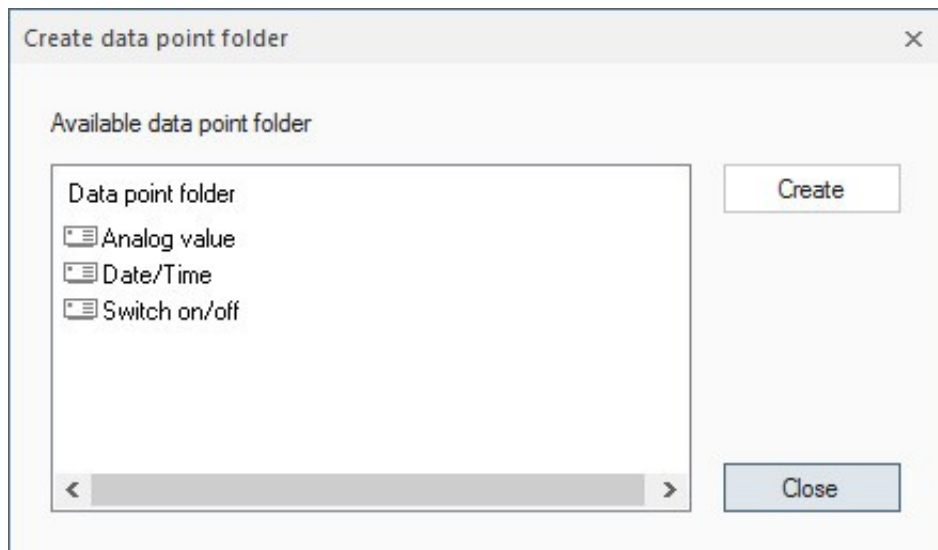 Create data point folder
Available data point folder
Data point folder
Create
Analog value
Date/Time
Switch on/off
Close